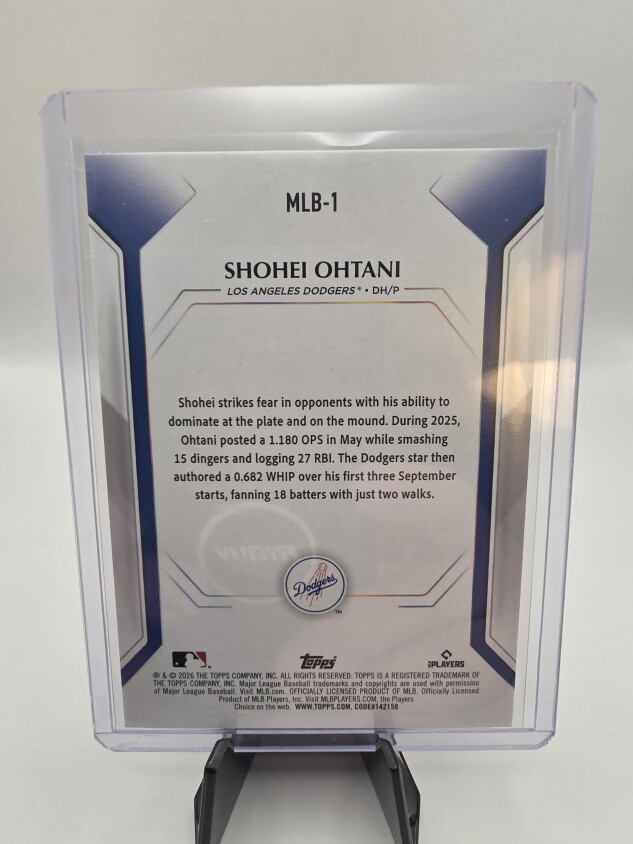 MLB-1
SHOHEI OHTANI
LOS ANGELES DODGERS® • DH/P
Shohei strikes fear in opponents with his ability to
dominate at the plate and on the mound. During 2025,
Ohtani posted a 1.180 OPS in May while smashing
15 dingers and logging 27 RBI. The Dodgers star then
authored a 0.682 WHIP over his first three September
starts, fanning 18 batters with just two walks.
Dodgers
™
Topps
PLAYERS
® & © 2026 THE TOPPS COMPANY, INC. ALL RIGHTS RESERVED. TOPPS IS A REGISTERED TRADEMARK OF
THE TOPPS COMPANY, INC. Major League Baseball trademarks and copyrights are used with permission
of Major League Baseball. Visit MLB.com. OFFICIALLY LICENSED PRODUCT OF MLB. Officially Licensed
Product of MLB Players, Inc. Visit MLBPLAYERS.com, the Players
Choice on the web. WWW.TOPPS.COM. CODE#142158